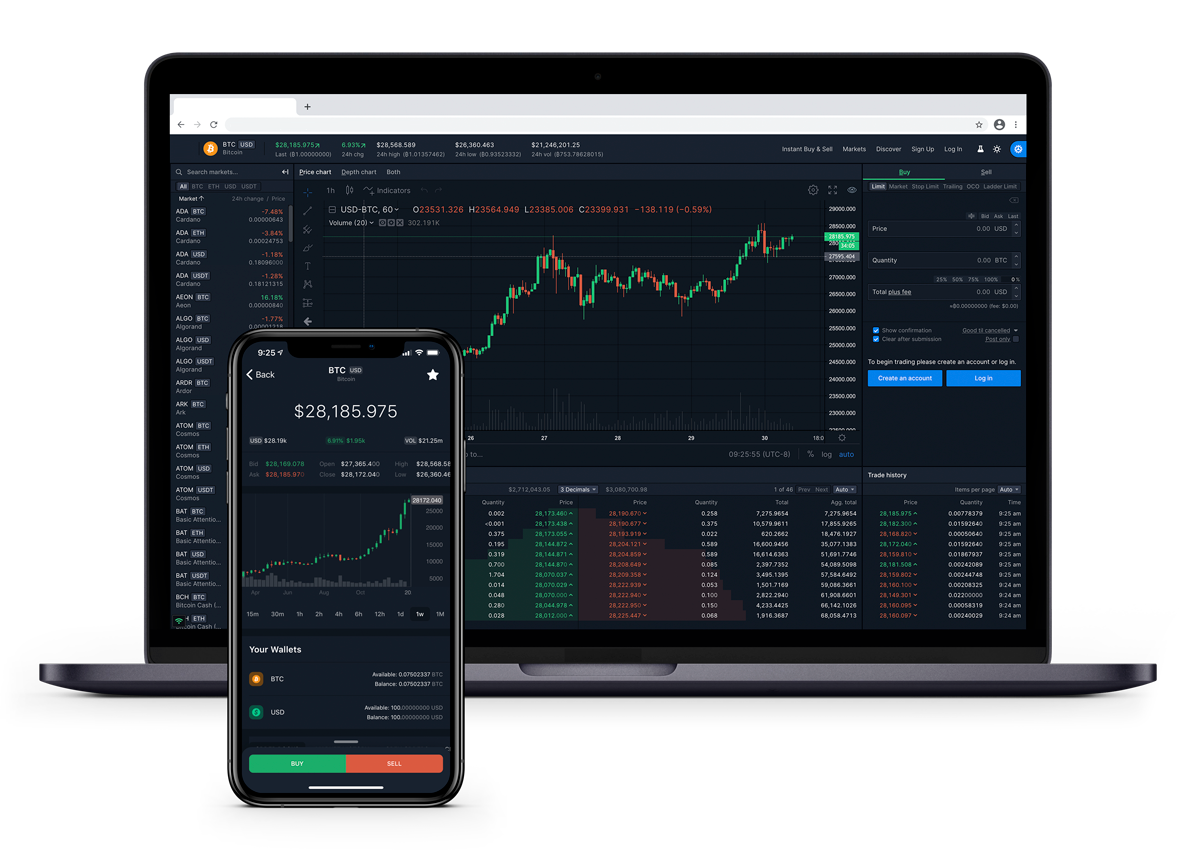 BTC USD
Bitcoin
$28,185.975↗
Last (฿1.00000000)
6.93%↗
24h chg
$28,568.589
24h high (฿1.01357462)
$26,360.463
24h low (฿0.93523332)
$21,246,201.25
24h vol (฿753.78628015)
Instant Buy & Sell Markets Discover Sign Up Log In
Search markets...
All BTC ETH USD USDT
Market ↑ 24h change / Price
ADA BTC -7.48%
Cardano 0.00000643
ADA ETH -3.84%
Cardano 0.00024753
ADA USD -1.18%
Cardano 0.18096000
ADA USDT -1.26%
Cardano 0.18121315
AEON BTC 16.18%
Aeon 0.00000840
ALGO BTC -1.77%
Algorand 0.00001218
ALGO USD
Algorand
ALGO USDT
Algorand
ARDR BTC
Ardor
ARK BTC
Ark
ATOM BTC
Cosmos
ATOM ETH
Cosmos
ATOM USD
Cosmos
ATOM USDT
Cosmos
BAT BTC
Basic Attentio...
BAT ETH
Basic Attentio...
BAT USD
Basic Attentio...
BAT USDT
Basic Attentio...
BCH BTC
Bitcoin Cash (...
ETH
Bitcoin Cash (...
Price chart Depth chart Both
1h Indicators
USD-BTC, 60 O23531.326 H23564.949 L23385.006 C23399.931 -138.119 (-0.59%)
Volume (20) 302.191K
29000.000
28500.000
28185.975
34:05
27595.404
27000.000
26500.000
26000.000
25500.000
25000.000
24500.000
24000.000
23500.000
23000.000
22500.000
26 27 28 29 30 18:0
to... 09:25:55 (UTC-8) % log auto
Buy Sell
Limit Market Stop Limit Trailing OCO Ladder Limit
Bid Ask Last
Price 0.00 USD
Quantity 0.00 BTC
25% 50% 75% 100% 0 %
Total plus fee 0.00 USD
≈฿0.00000000 (fee: $0.00)
Show confirmation Good til cancelled
Clear after submission Post only
To begin trading please create an account or log in.
Create an account Log in
$2,712,043.05 3 Decimals $3,080,700.98 1 of 46 Prev Next Auto
Quantity Price Price Quantity Total Agg. total
0.002 28,173.460 28,190.670 0.258 7,275.9654 7,275.9654
<0.001 28,173.438 28,190.677 0.375 10,579.9611 17,855.9265
0.375 28,173.055 28,193.919 0.022 620.2662 18,476.1927
0.195 28,144.872 28,204.121 0.589 16,600.9456 35,077.1383
0.319 28,144.871 28,204.859 0.589 16,614.6363 51,691.7746
0.700 28,144.870 28,208.649 0.085 2,397.7352 54,089.5098
1.704 28,070.037 28,209.358 0.124 3,495.1395 57,584.6492
0.014 28,070.029 28,222.939 0.053 1,501.7169 59,086.3661
0.048 28,070.000 28,222.940 0.100 2,822.2940 61,908.6601
0.280 28,044.978 28,222.950 0.150 4,233.4425 66,142.1026
0.028 28,012.000 28,225.447 0.068 1,916.3687 68,058.4713
Trade history
Items per page Auto
Price Quantity Time
28,185.975 0.00778379 9:25 am
28,182.300 0.01592640 9:25 am
28,168.820 0.00050640 9:25 am
28,172.040 0.01592640 9:25 am
28,159.810 0.01867937 9:25 am
28,181.508 0.00242089 9:25 am
28,159.802 0.00244748 9:25 am
28,160.100 0.00246028 9:24 am
28,149.301 0.02200000 9:24 am
28,160.095 0.00058319 9:24 am
28,160.097 0.00240029 9:24 am
9:25
Back
BTC USD
Bitcoin
$28,185.975
USD $28.19k 6.91% $1.95k VOL $21.25m
Bid $28,169.078 Open $27,365.400 High $28,568.58
Ask $28,185.970 Close $28,172.040 Low $26,360.46
28172.040
25000
20000
15000
10000
5000
Apr Jun Aug Oct 20
15m 30m 1h 2h 4h 6h 12h 1d 1w 1M
Your Wallets
BTC
Available: 0.07502337 BTC
Balance: 0.07502337 BTC
USD
Available: 100.00000000 USD
Balance: 100.00000000 USD
BUY SELL